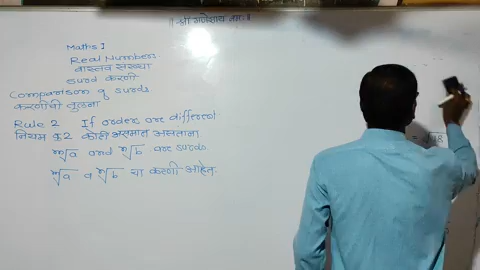 ॥ श्री गणेशाय नमः ॥
Maths I
Real Numbers
वास्तव संख्या
Surd करणी
Comparison of surds
करणीची तुलना
Rule 2 If orders are different
नियम क्र.2 कोटी असमान असताना
ᵐ√a and ⁿ√b are surds.
ᵐ√a व ⁿ√b या करणी आहेत.
=